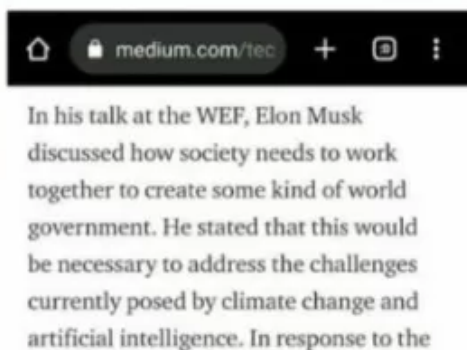 medium.com/tec
In his talk at the WEF, Elon Musk
discussed how society needs to work
together to create some kind of world
government. He stated that this would
be necessary to address the challenges
currently posed by climate change and
artificial intelligence. In response to the